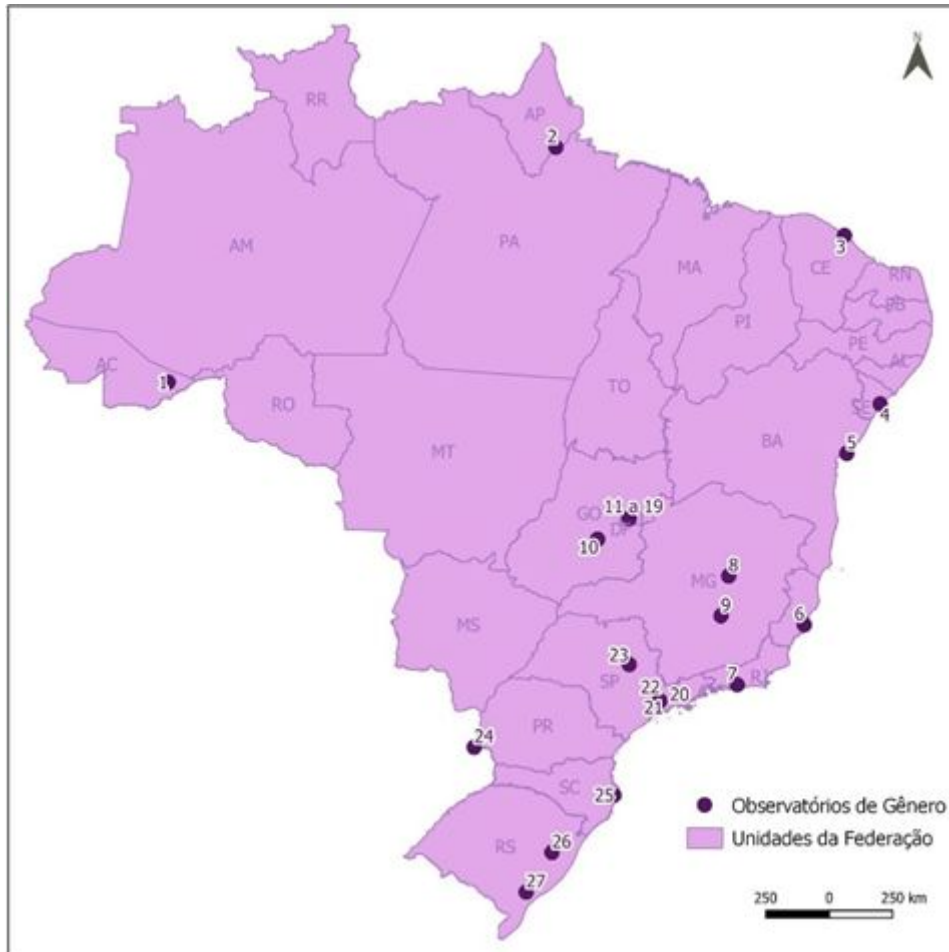 N
RR
AP
2
AM
PA
3
MA
CE
RN
PB
PI
PE
AC
AL
1
TO
RO
SE
4
BA
MT
5
GO
11 a 19
DF
10
8
MG
9
6
MS
23
SP
7
RJ
22
20
21
PR
24
SC
25
Observatórios de Gênero
RS
26
Unidades da Federação
27
250
0
250 km